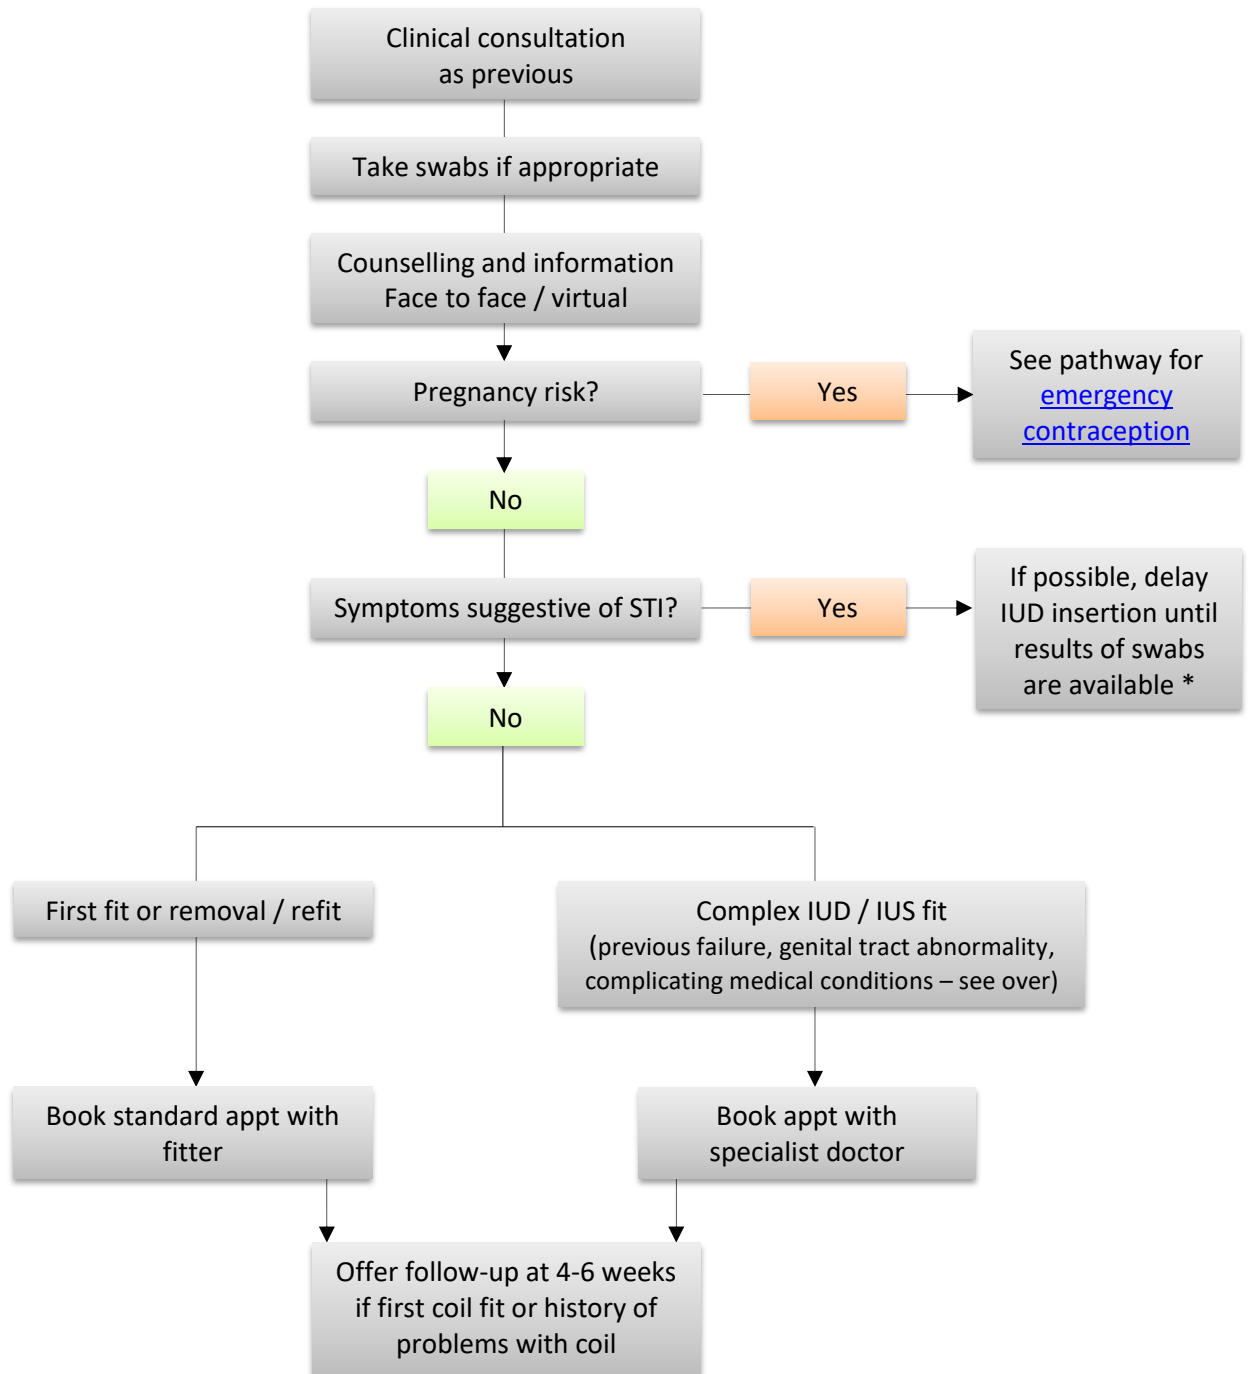 Clinical consultation
as previous
Take swabs if appropriate
Counselling and information
Face to face / virtual
Pregnancy risk?
Yes
See pathway for
emergency
contraception
No
Symptoms suggestive of STI?
Yes
If possible, delay
IUD insertion until
results of swabs
are available *
No
First fit or removal / refit
Complex IUD / IUS fit
(previous failure, genital tract abnormality,
complicating medical conditions – see over)
Book standard appt with
fitter
Book appt with
specialist doctor
Offer follow-up at 4-6 weeks
if first coil fit or history of
problems with coil